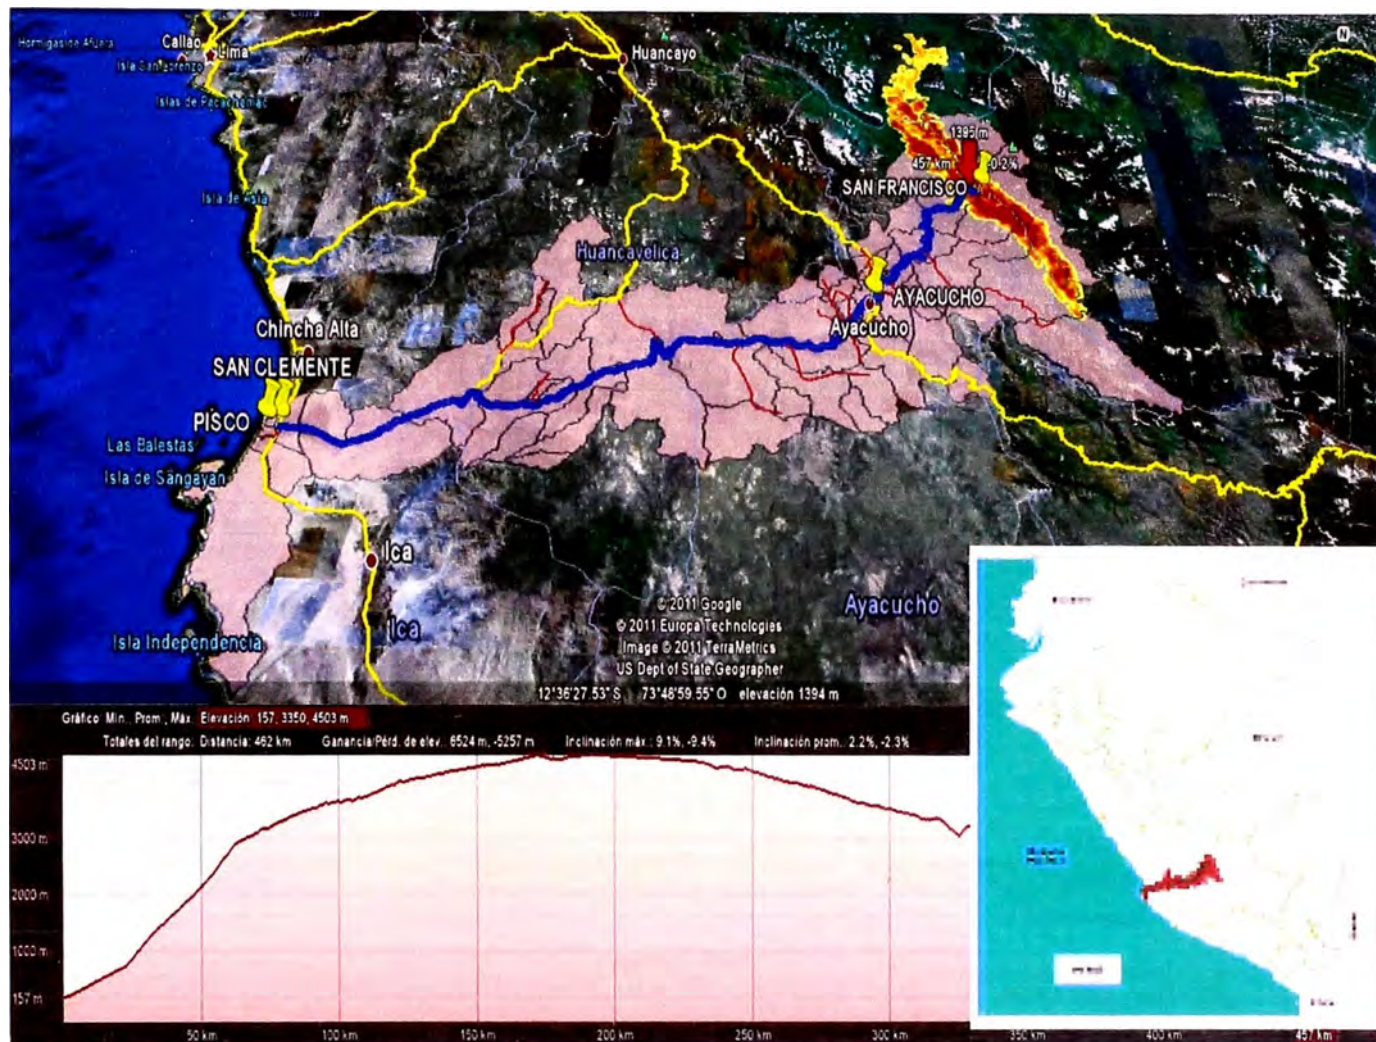 Hormigas de Afuera
Callao
Lima
Isla San Lorenzo
Islas de Pacachamac
Huancayo
N
1395 m
457 km
-0.2%
SAN FRANCISCO
Isla de Asia
Huancavelica
AYACUCHO
Ayacucho
Chincha Alta
SAN CLEMENTE
PISCO
Las Balestas
Isla de Sangayan
Ica
Ica
Isla Independencia
Ayacucho
© 2011 Google
© 2011 Europa Technologies
Image © 2011 TerraMetrics
US Dept of State Geographer
12°36'27.53" S 73°48'59.55" O elevación 1394 m
Gráfico: Mín., Prom., Máx. Elevación: 157, 3350, 4503 m
Totales del rango: Distancia: 462 km Ganancia/Pérd. de elev.: 6524 m, -5257 m Inclinación máx.: 9.1%, -9.4% Inclinación prom.: 2.2%, -2.3%
4503 m
3000 m
2000 m
1000 m
157 m
50 km 100 km 150 km 200 km 250 km 300 km 350 km 400 km 457 km